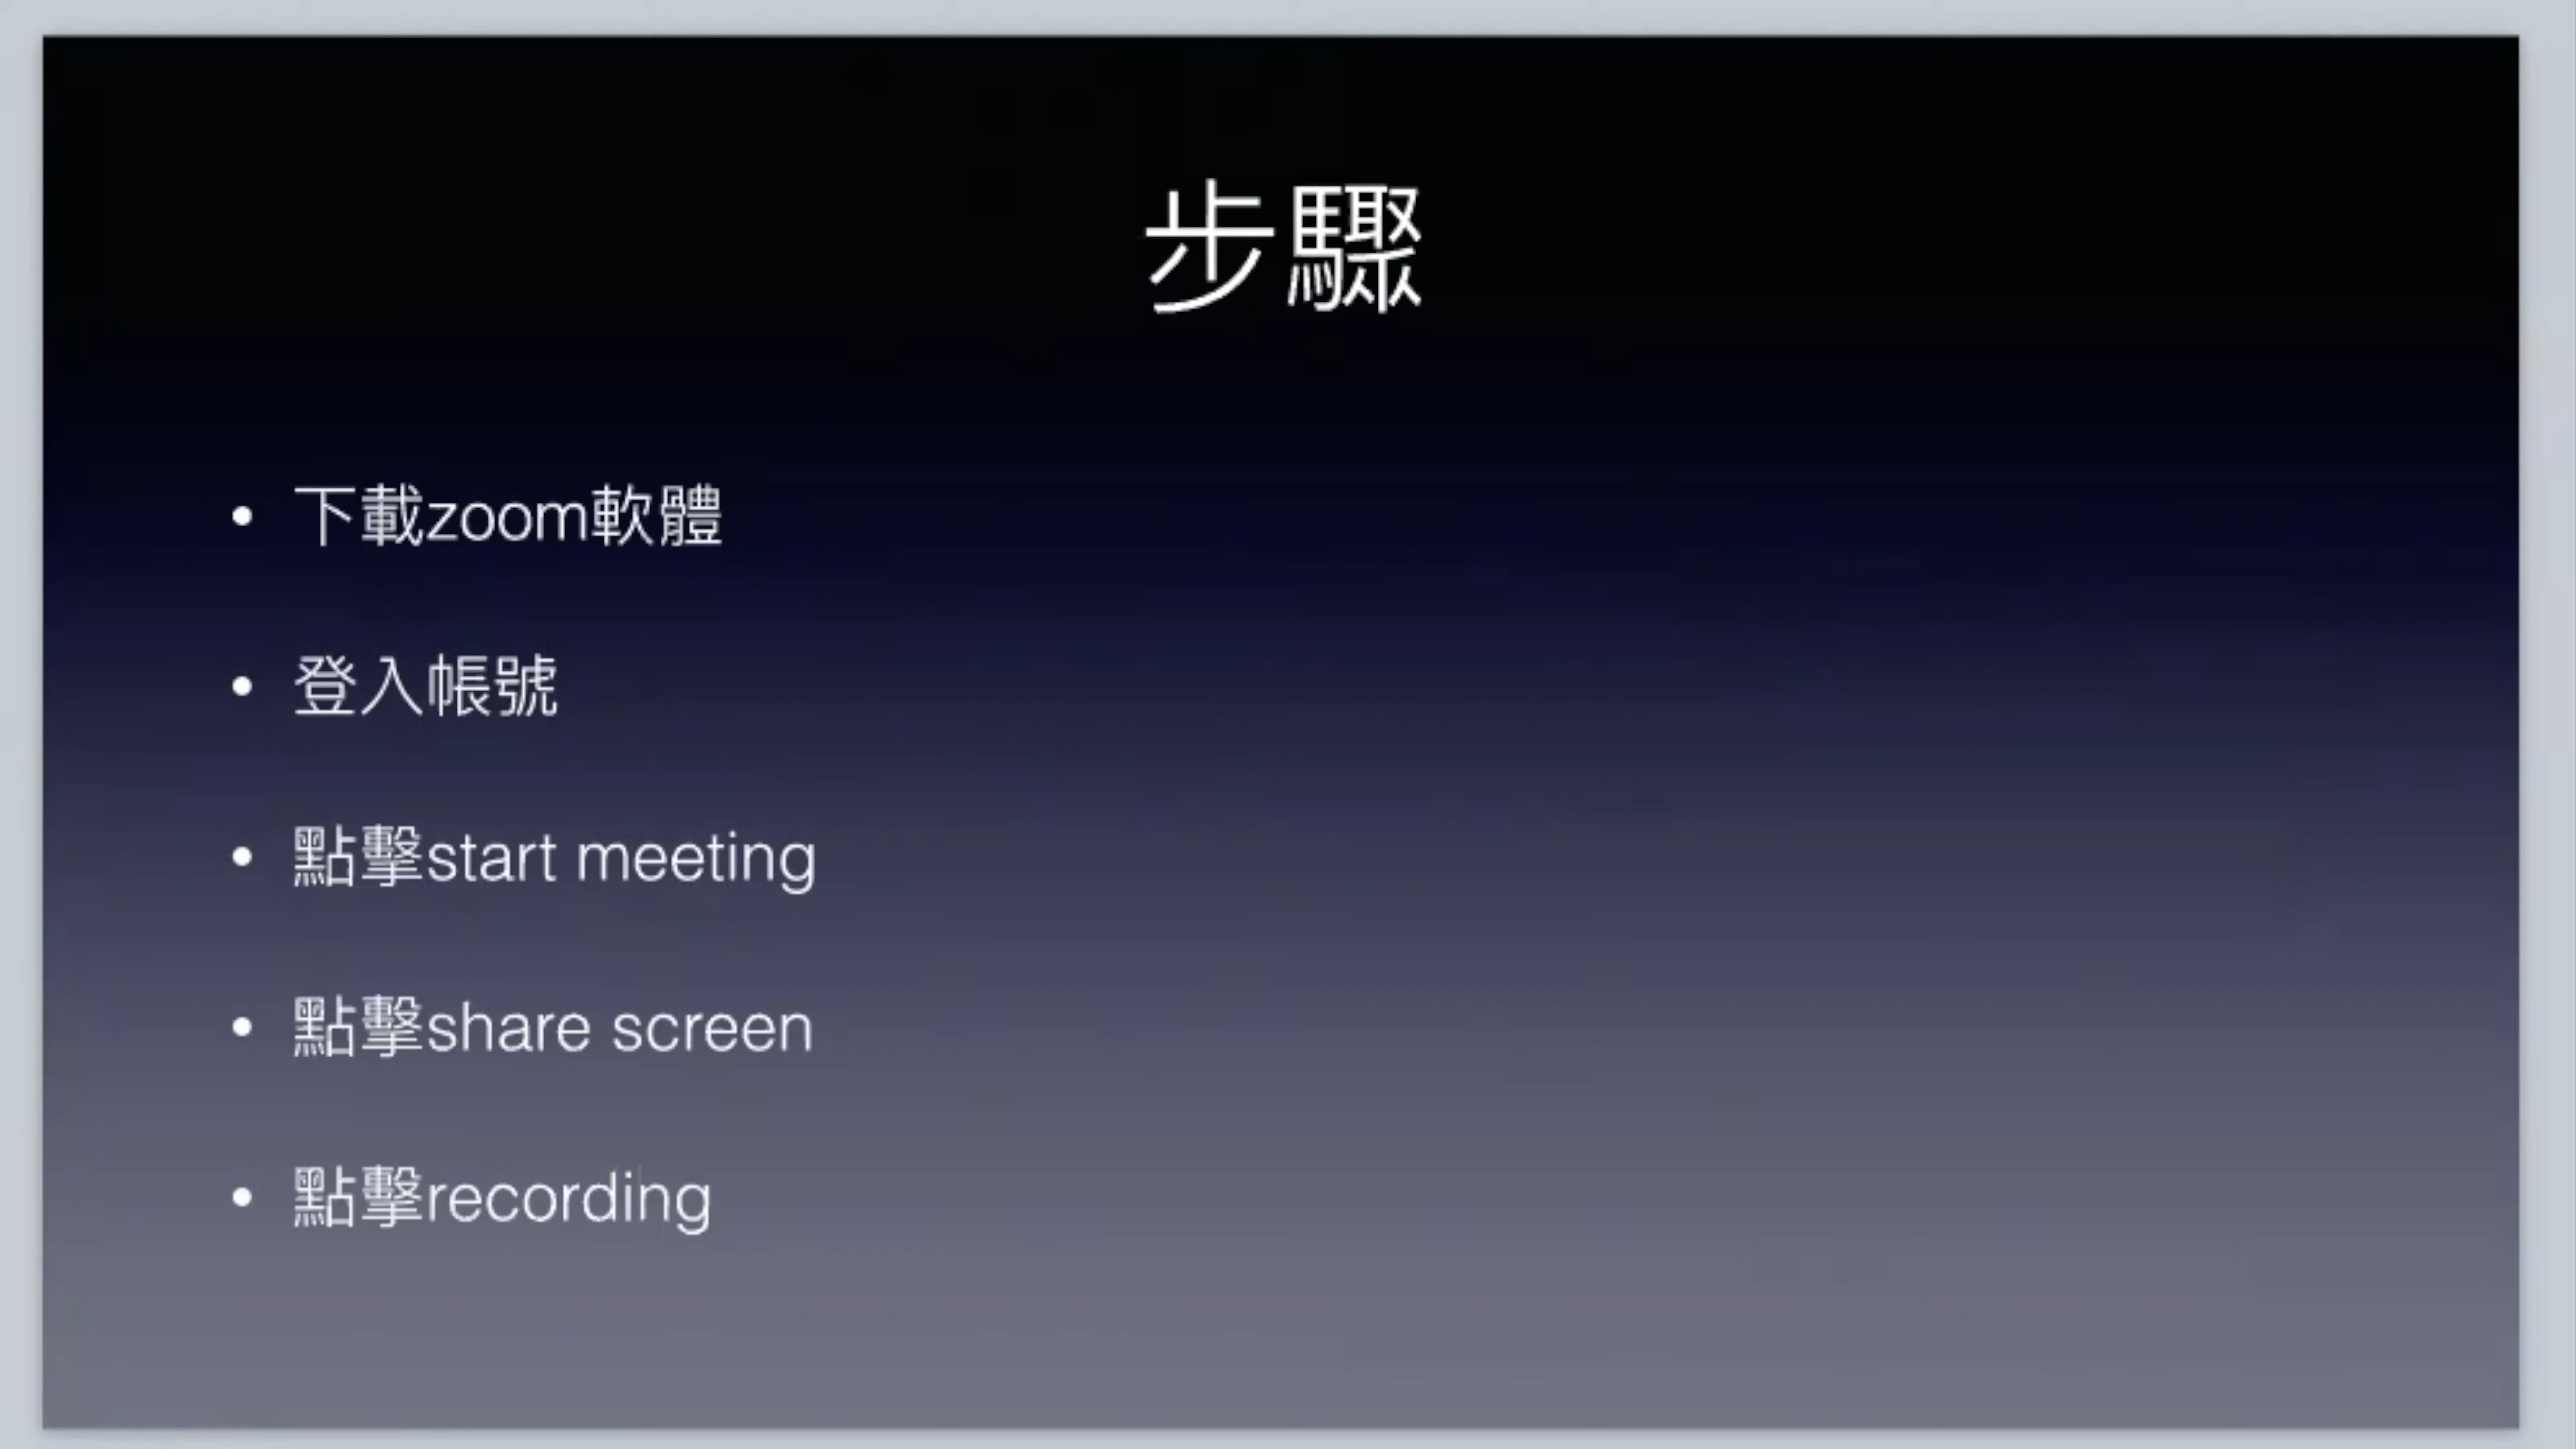 步驟
• 下載zoom軟體
• 登入帳號
• 點擊start meeting
• 點擊share screen
• 點擊recording